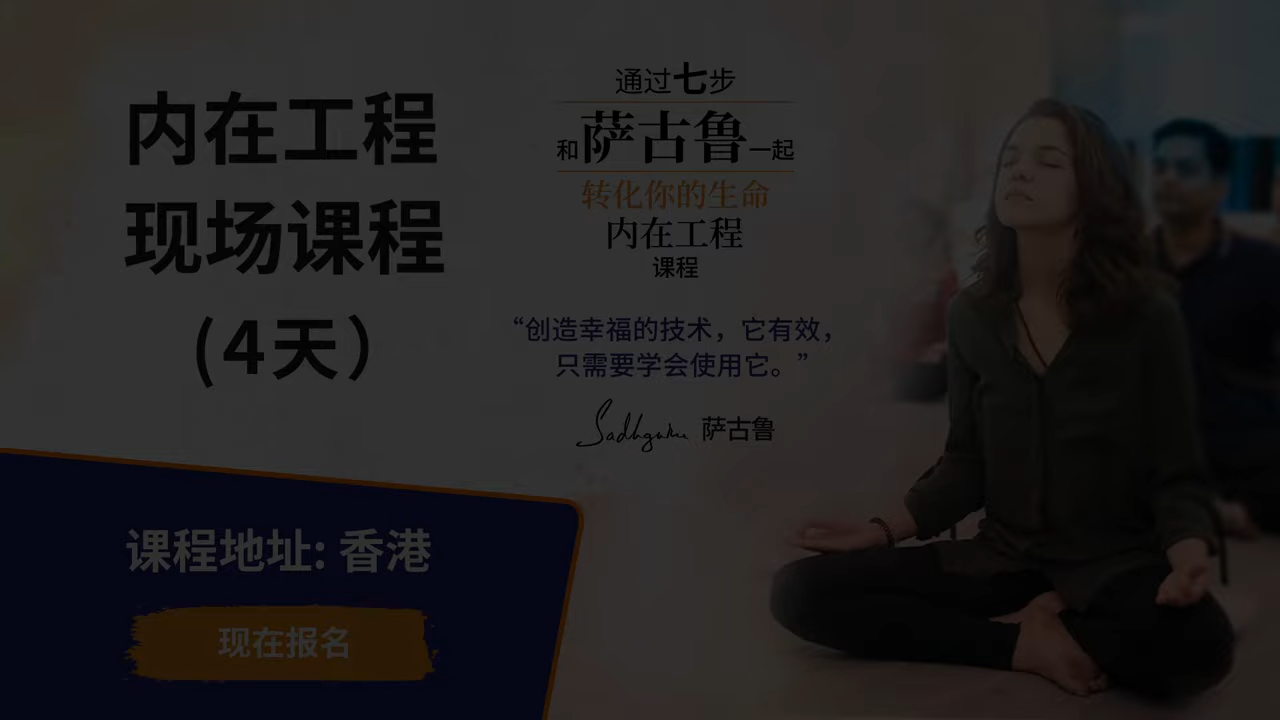 内在工程
现场课程
(4天）
通过七步
和萨古鲁一起
转化你的生命
内在工程
课程
“创造幸福的技术，它有效，
只需要学会使用它。”
Sadhguru 萨古鲁
课程地址: 香港
现在报名